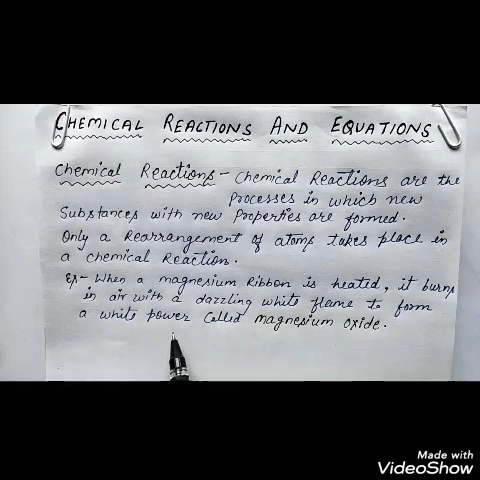 CHEMICAL REACTIONS AND EQUATIONS
Chemical Reactions - Chemical Reactions are the
Processes in which new
Substances with new Properties are formed.
Only a Rearrangement of atoms takes place in
a chemical Reaction.
Ex- When a magnesium Ribbon is heated, it burns
in air with a dazzling white flame to form
a white power called magnesium oxide.
Made with
VideoShow